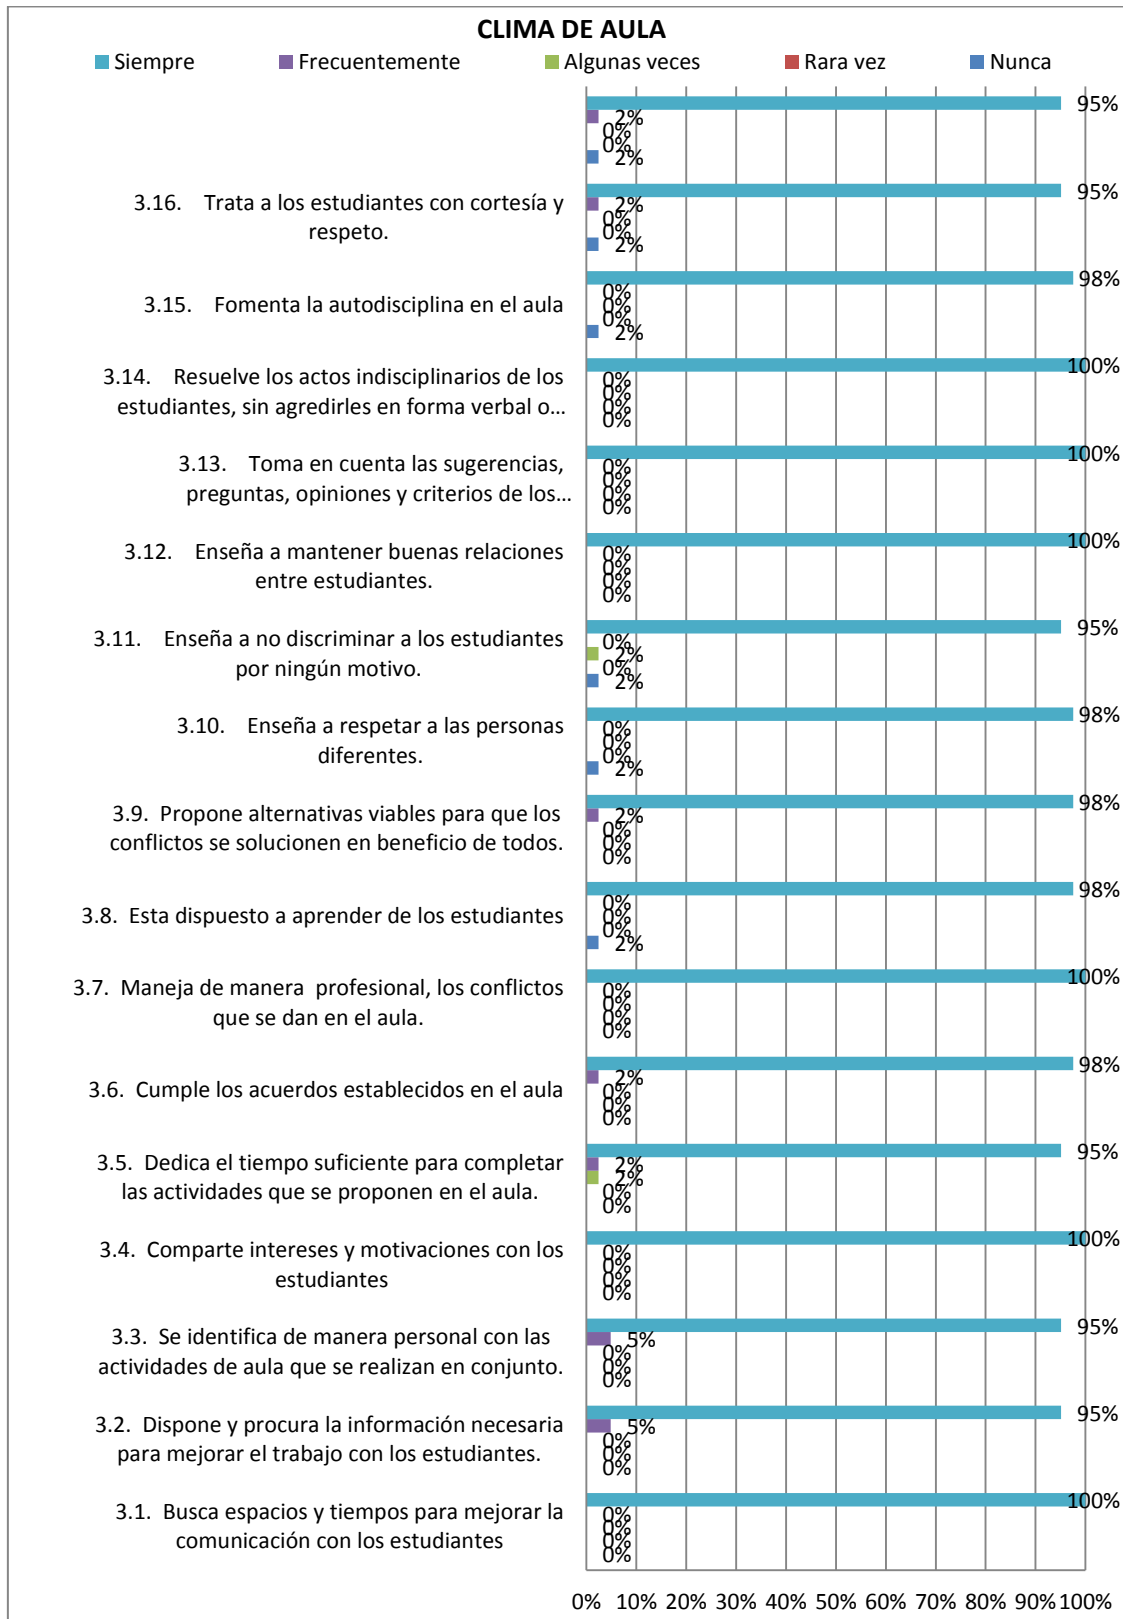 CLIMA DE AULA
Siempre Frecuentemente Algunas veces Rara vez Nunca
95%
2%
0%
0%
2%
3.16. Trata a los estudiantes con cortesía y
respeto.
95%
2%
0%
0%
2%
3.15. Fomenta la autodisciplina en el aula
98%
0%
0%
0%
2%
3.14. Resuelve los actos indisciplinarios de los
estudiantes, sin agredirles en forma verbal o…
100%
0%
0%
0%
0%
3.13. Toma en cuenta las sugerencias,
preguntas, opiniones y criterios de los…
100%
0%
0%
0%
0%
3.12. Enseña a mantener buenas relaciones
entre estudiantes.
100%
0%
0%
0%
0%
3.11. Enseña a no discriminar a los estudiantes
por ningún motivo.
95%
0%
2%
0%
2%
3.10. Enseña a respetar a las personas
diferentes.
98%
0%
0%
0%
2%
3.9. Propone alternativas viables para que los
conflictos se solucionen en beneficio de todos.
98%
2%
0%
0%
0%
3.8. Esta dispuesto a aprender de los estudiantes
98%
0%
0%
0%
2%
3.7. Maneja de manera profesional, los conflictos
que se dan en el aula.
100%
0%
0%
0%
0%
3.6. Cumple los acuerdos establecidos en el aula
98%
2%
0%
0%
0%
3.5. Dedica el tiempo suficiente para completar
las actividades que se proponen en el aula.
95%
2%
2%
0%
0%
3.4. Comparte intereses y motivaciones con los
estudiantes
100%
0%
0%
0%
0%
3.3. Se identifica de manera personal con las
actividades de aula que se realizan en conjunto.
95%
5%
0%
0%
0%
3.2. Dispone y procura la información necesaria
para mejorar el trabajo con los estudiantes.
95%
5%
0%
0%
0%
3.1. Busca espacios y tiempos para mejorar la
comunicación con los estudiantes
100%
0%
0%
0%
0%
0% 10% 20% 30% 40% 50% 60% 70% 80% 90% 100%